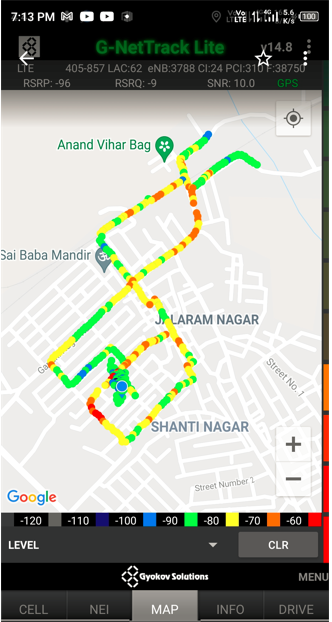 7:13 PM
Vo LTE Vo LTE 4G 5.6 K/S 100
G-NetTrack Lite v14.8
LTE 405-857 LAC:62 eNB:3788 CI:24 PCI:310 F:38750
RSRP: -96 RSRQ: -9 SNR: 10.0 GPS
Anand Vihar Bag
Sai Baba Mandir
JALARAM NAGAR
Street No. 1
SHANTI NAGAR
Street Number
Google
-120 -110 -100 -90 -80 -70 -60
LEVEL CLR
Gyokov Solutions MENU
CELL NEI MAP INFO DRIVE